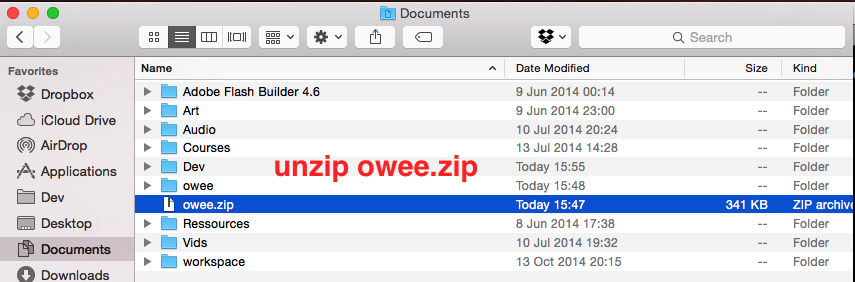 Documents
Search
Favorites
Dropbox
iCloud Drive
AirDrop
Applications
Dev
Desktop
Documents
Downloads
Name Date Modified Size Kind
Adobe Flash Builder 4.6 9 Jun 2014 00:14 -- Folder
Art 9 Jun 2014 23:00 -- Folder
Audio 10 Jul 2014 20:24 -- Folder
Courses 13 Jul 2014 14:28 -- Folder
Dev Today 15:55 -- Folder
unzip owee.zip
owee Today 15:48 -- Folder
owee.zip Today 15:47 341 KB ZIP archive
Ressources 8 Jun 2014 17:38 -- Folder
Vids 10 Jul 2014 19:32 -- Folder
workspace 13 Oct 2014 20:15 -- Folder